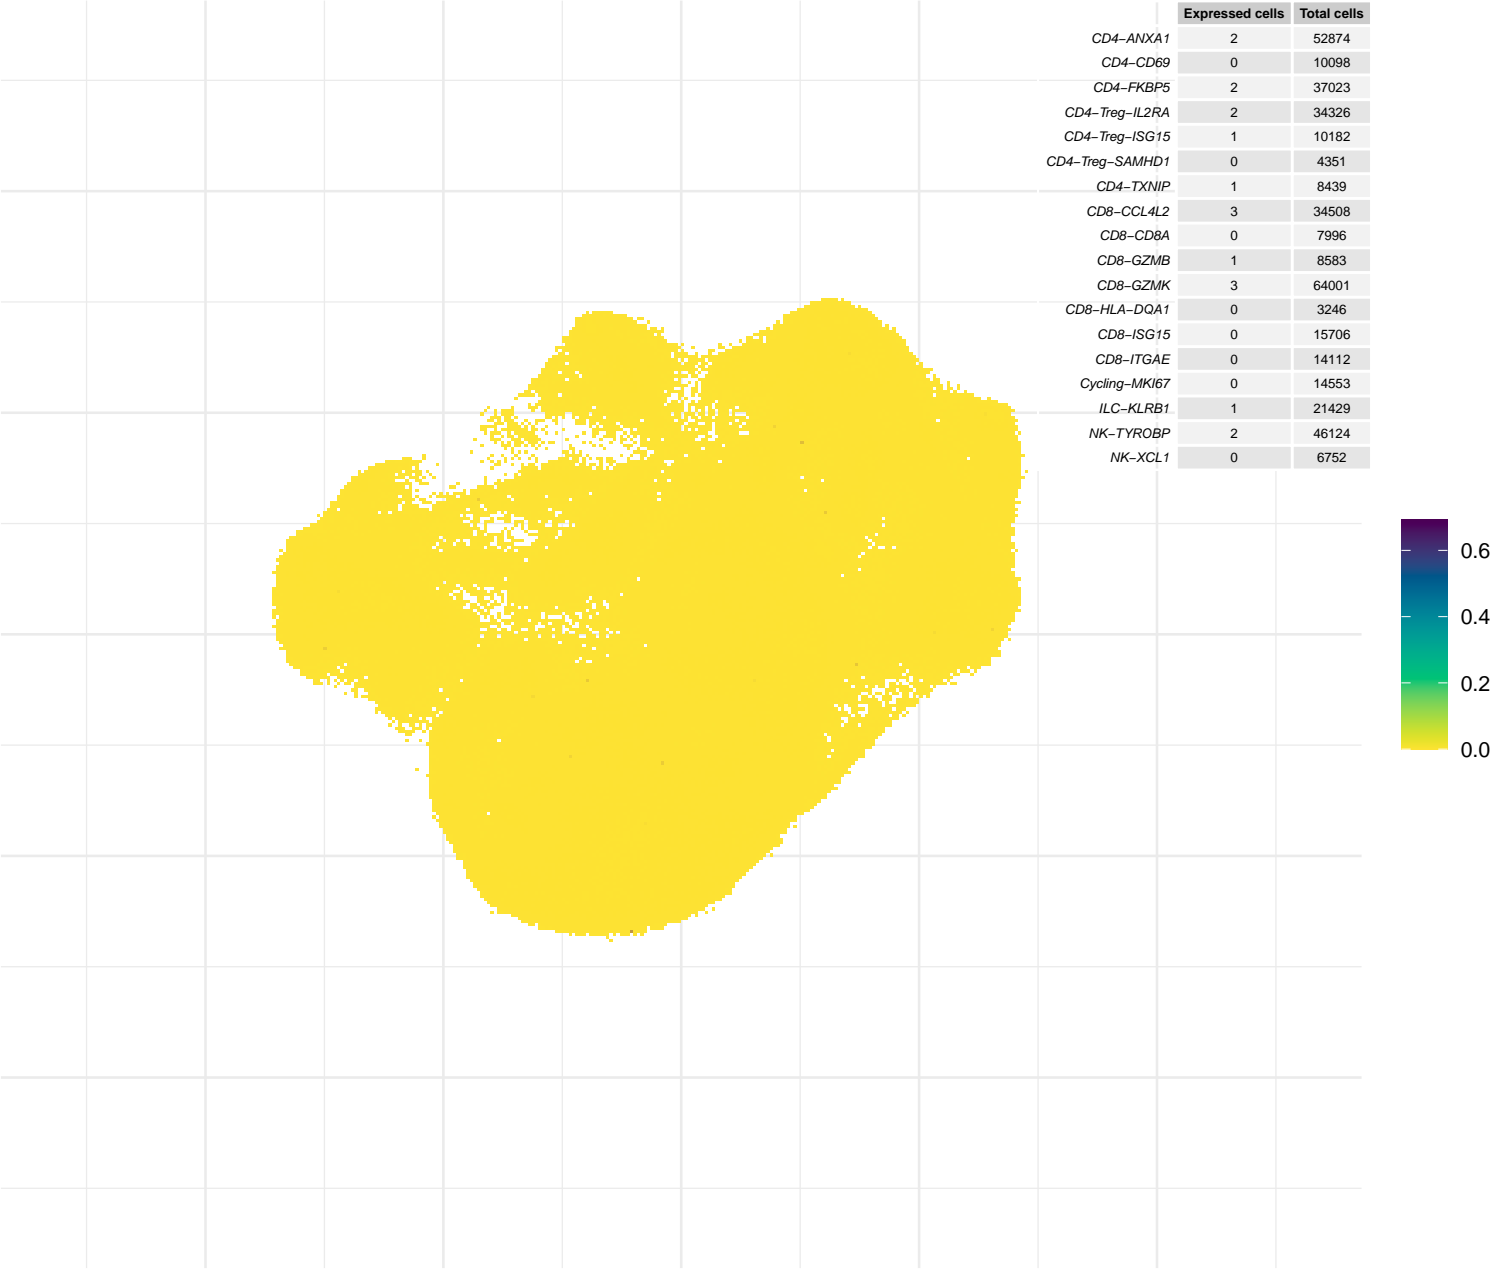 Expressed cells Total cells
CD4−ANXA1 2 52874
CD4−CD69 0 10098
CD4−FKBP5 2 37023
CD4−Treg−IL2RA 2 34326
CD4−Treg−ISG15 1 10182
CD4−Treg−SAMHD1 0 4351
CD4−TXNIP 1 8439
CD8−CCL4L2 3 34508
CD8−CD8A 0 7996
CD8−GZMB 1 8583
CD8−GZMK 3 64001
CD8−HLA−DQA1 0 3246
CD8−ISG15 0 15706
CD8−ITGAE 0 14112
Cycling−MKI67 0 14553
ILC−KLRB1 1 21429
NK−TYROBP 2 46124
NK−XCL1 0 6752
0.6
0.4
0.2
0.0